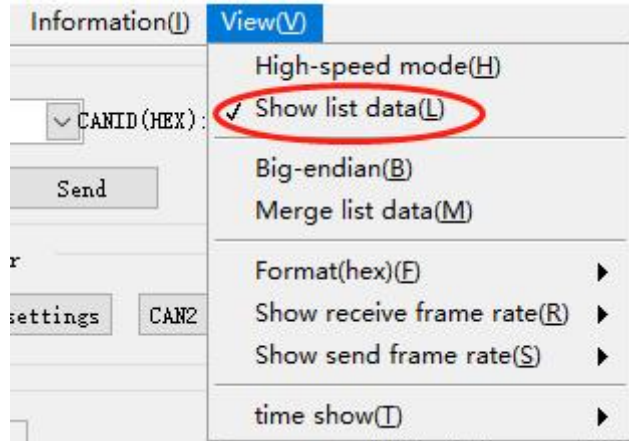 Information(I) View(V)
High-speed mode(H)
✓ Show list data(L)
CANID(HEX):
Big-endian(B)
Send
Merge list data(M)
r
Format(hex)(F)
settings CAN2 Show receive frame rate(R)
Show send frame rate(S)
time show(T)